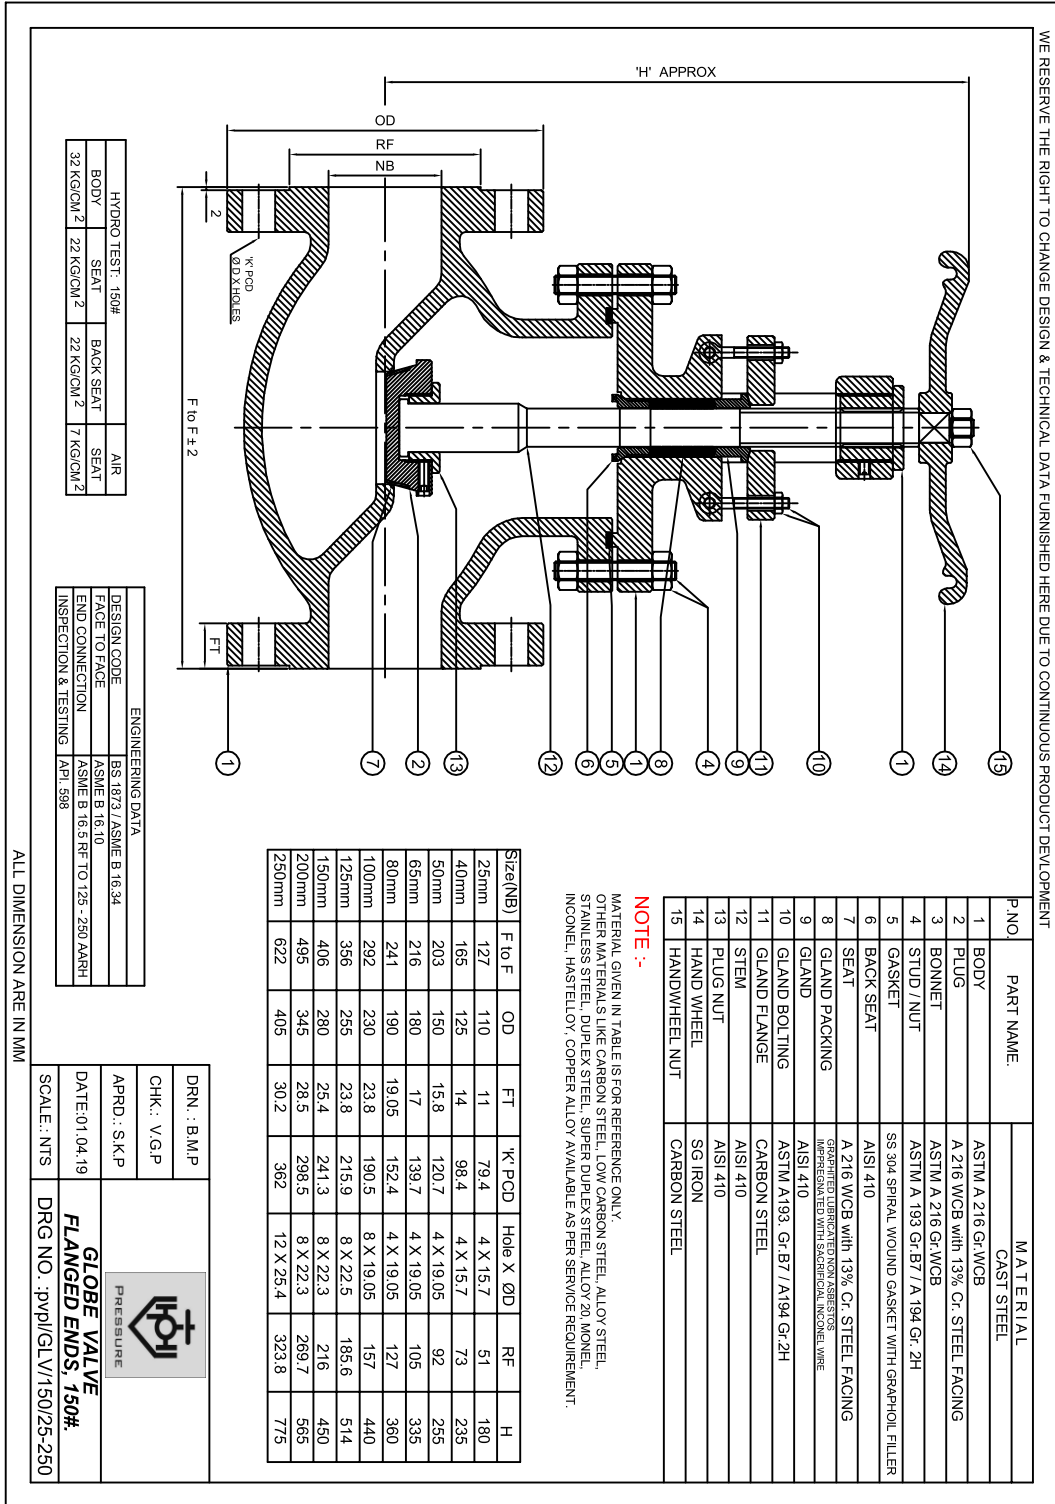 WE RESERVE THE RIGHT TO CHANGE DESIGN & TECHNICAL DATA FURNISHED HERE DUE TO CONTINUOUS PRODUCT DEVLOPMENT
'H' APPROX
OD
RF
NB
2
'K' PCD
Ø D X HOLES
F to F ± 2
FT
15
14
1
10
11
9
4
8
1
5
6
12
13
2
7
1
HYDRO TEST: 150# AIR
BODY SEAT BACK SEAT SEAT
32 KG/CM 2 22 KG/CM 2 22 KG/CM 2 7 KG/CM 2
ENGINEERING DATA
DESIGN CODE BS 1873 / ASME B 16.34
FACE TO FACE ASME B 16.10
END CONNECTION ASME B 16.5 RF TO 125 - 250 AARH
INSPECTION & TESTING API. 598
P.NO. PART NAME. MATERIAL
CAST STEEL
1 BODY ASTM A 216 Gr.WCB
2 PLUG A 216 WCB with 13% Cr. STEEL FACING
3 BONNET ASTM A 216 Gr.WCB
4 STUD / NUT ASTM A 193 Gr.B7 / A 194 Gr. 2H
5 GASKET SS 304 SPIRAL WOUND GASKET WITH GRAPHOIL FILLER
6 BACK SEAT AISI 410
7 SEAT A 216 WCB with 13% Cr. STEEL FACING
8 GLAND PACKING GRAPHITED LUBRICATED NON ASBESTOS
IMPPREGNATED WITH SACRIFICIAL INCONEL WIRE
9 GLAND AISI 410
10 GLAND BOLTING ASTM A193. Gr.B7 / A194 Gr.2H
11 GLAND FLANGE CARBON STEEL
12 STEM AISI 410
13 PLUG NUT AISI 410
14 HAND WHEEL SG IRON
15 HANDWHEEL NUT CARBON STEEL
NOTE :-
MATERIAL GIVEN IN TABLE IS FOR REFERENCE ONLY.
OTHER MATERIALS LIKE CARBON STEEL, LOW CARBON STEEL, ALLOY STEEL,
STAINLESS STEEL, DUPLEX STEEL, SUPER DUPLEX STEEL, ALLOY 20, MONEL,
INCONEL, HASTELLOY, COPPER ALLOY AVAILABLE AS PER SERVICE REQUIREMENT.
Size(NB) F to F OD FT 'K' PCD Hole X ØD RF H
25mm 127 110 11 79.4 4 X 15.7 51 180
40mm 165 125 14 98.4 4 X 15.7 73 235
50mm 203 150 15.8 120.7 4 X 19.05 92 255
65mm 216 180 17 139.7 4 X 19.05 105 335
80mm 241 190 19.05 152.4 4 X 19.05 127 360
100mm 292 230 23.8 190.5 8 X 19.05 157 440
125mm 356 255 23.8 215.9 8 X 22.5 185.6 514
150mm 406 280 25.4 241.3 8 X 22.3 216 450
200mm 495 345 28.5 298.5 8 X 22.3 269.7 565
250mm 622 405 30.2 362 12 X 25.4 323.8 775
DRN. : B.M.P
CHK.: V.G.P
APRD.: S.K.P
DATE:01.04.19
SCALE.: NTS
PRESSURE
GLOBE VALVE
FLANGED ENDS, 150#.
DRG NO. :pvpl/GLV/150/25-250
ALL DIMENSION ARE IN MM